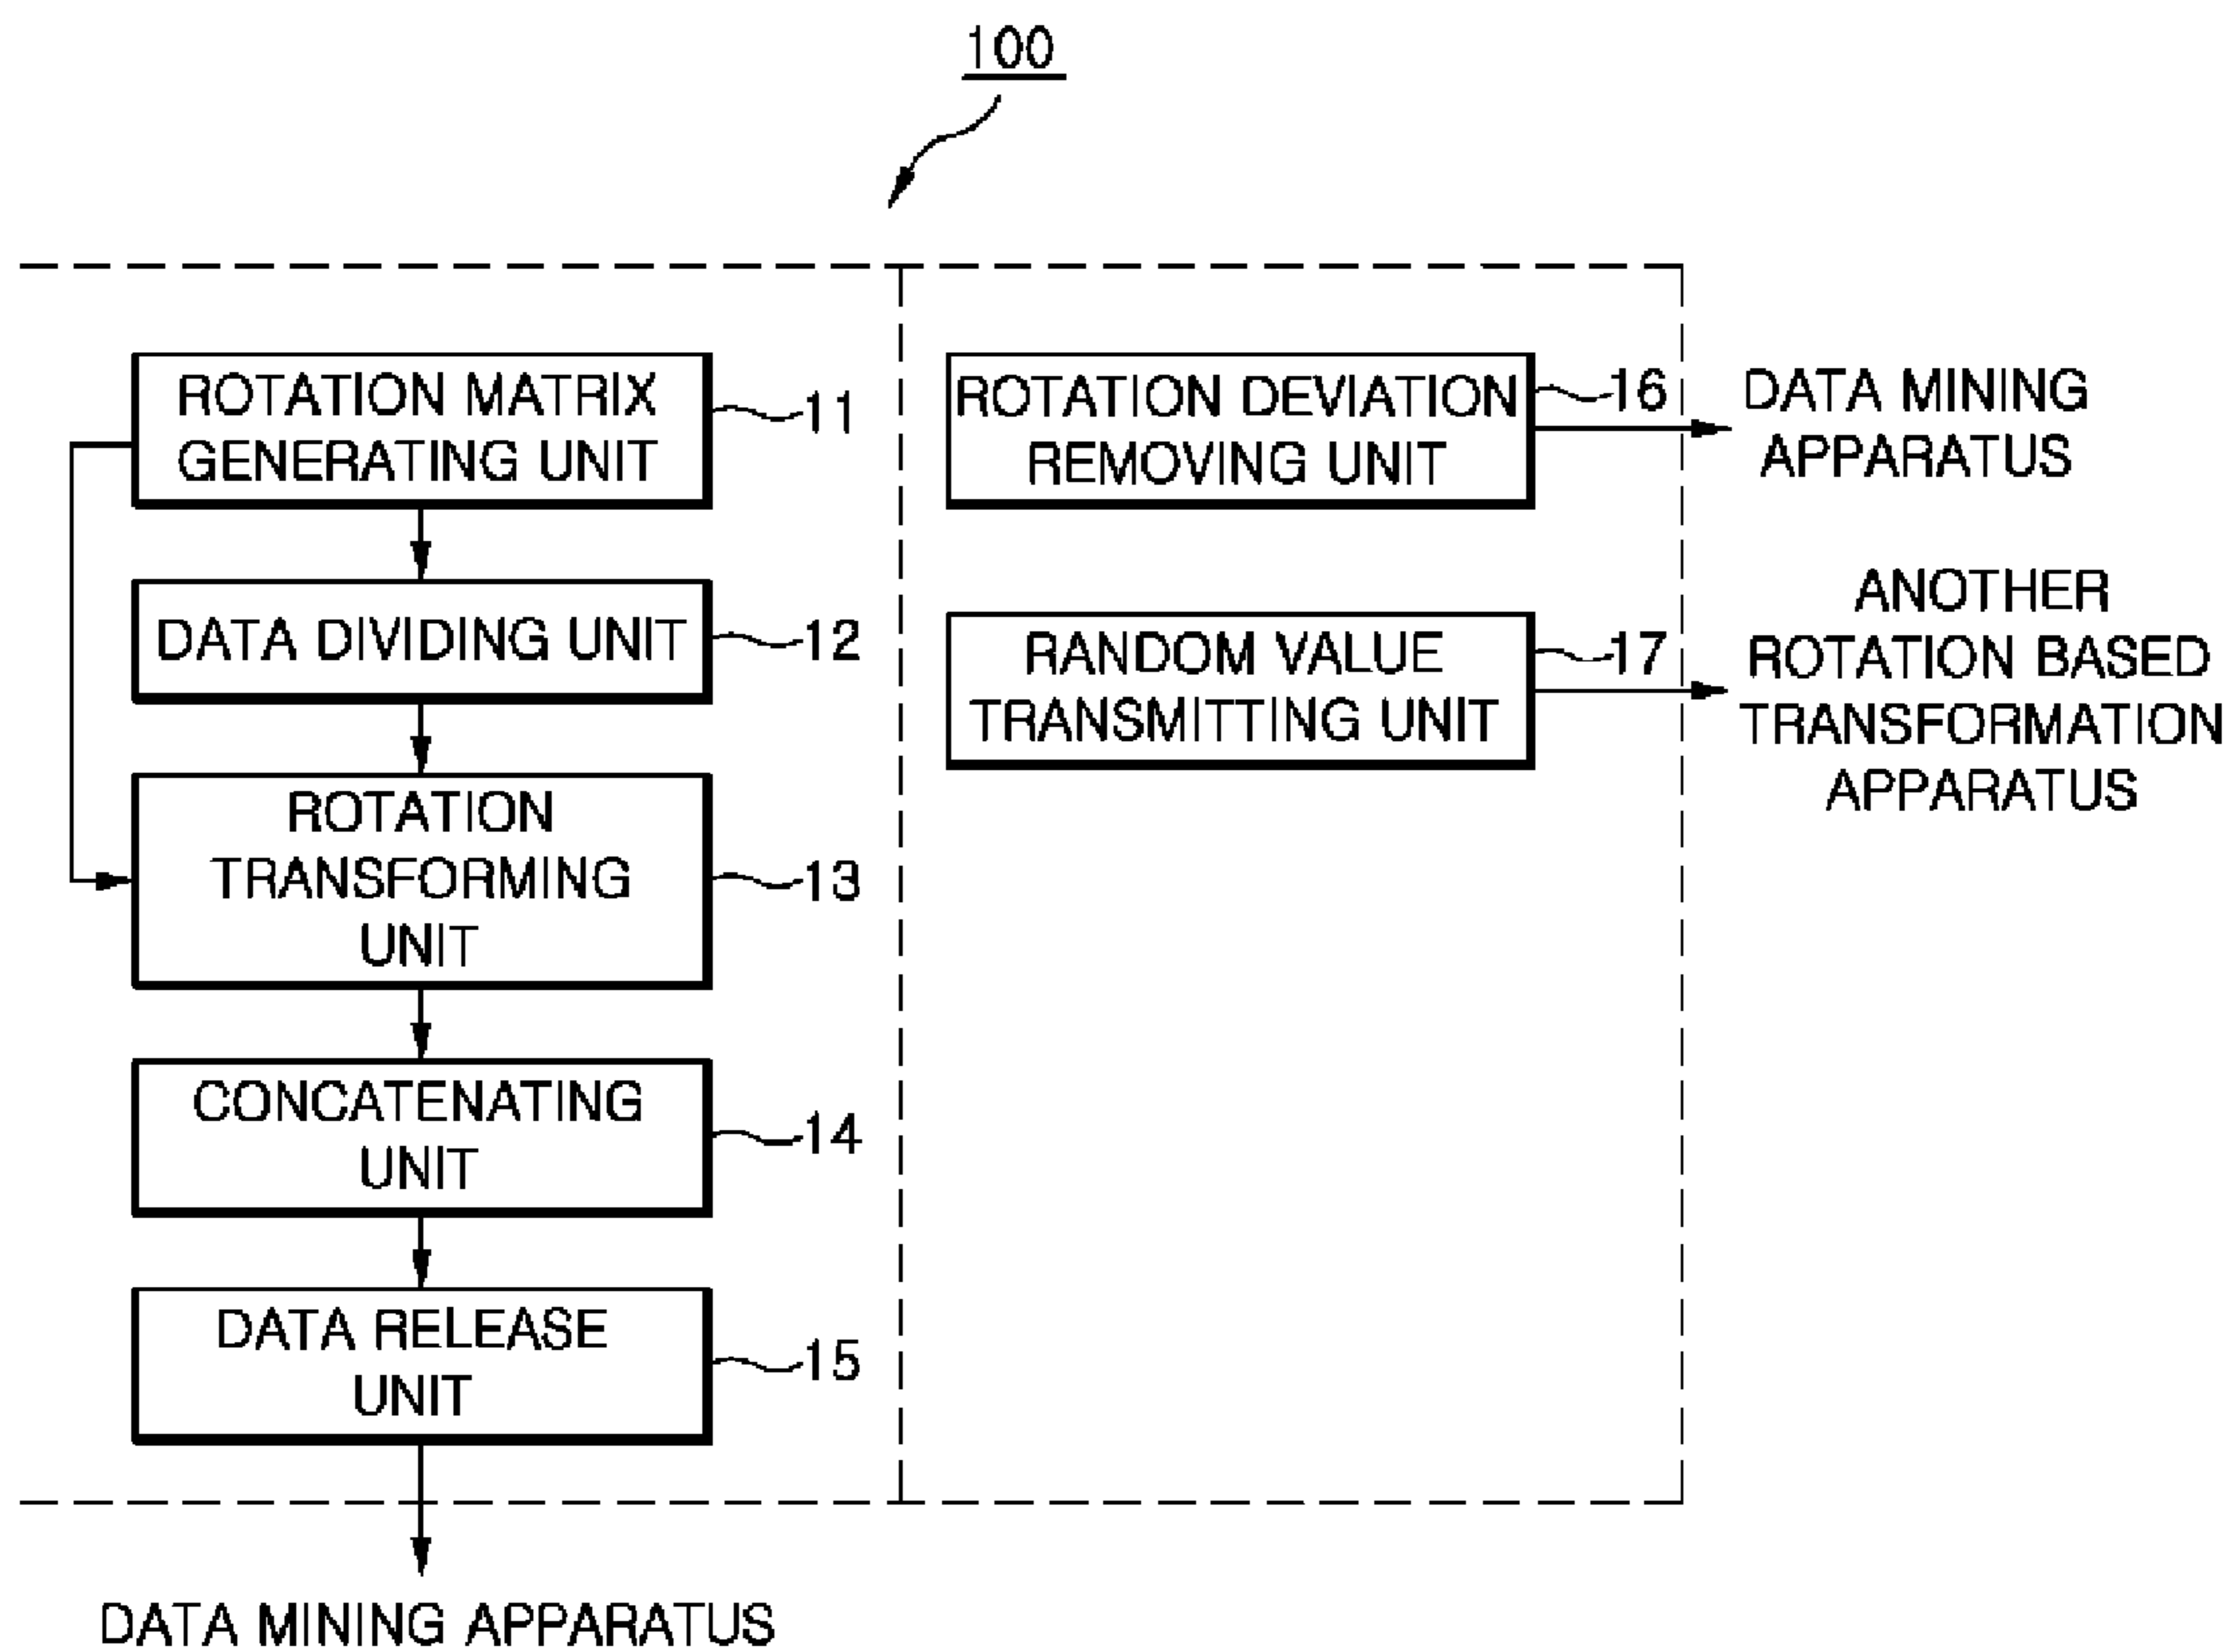 100
ROTATION MATRIX
GENERATING UNIT
11
DATA DIVIDING UNIT
12
ROTATION
TRANSFORMING
UNIT
13
CONCATENATING
UNIT
14
DATA RELEASE
UNIT
15
DATA MINING APPARATUS
ROTATION DEVIATION
REMOVING UNIT
16
DATA MINING
APPARATUS
RANDOM VALUE
TRANSMITTING UNIT
17
ANOTHER
ROTATION BASED
TRANSFORMATION
APPARATUS